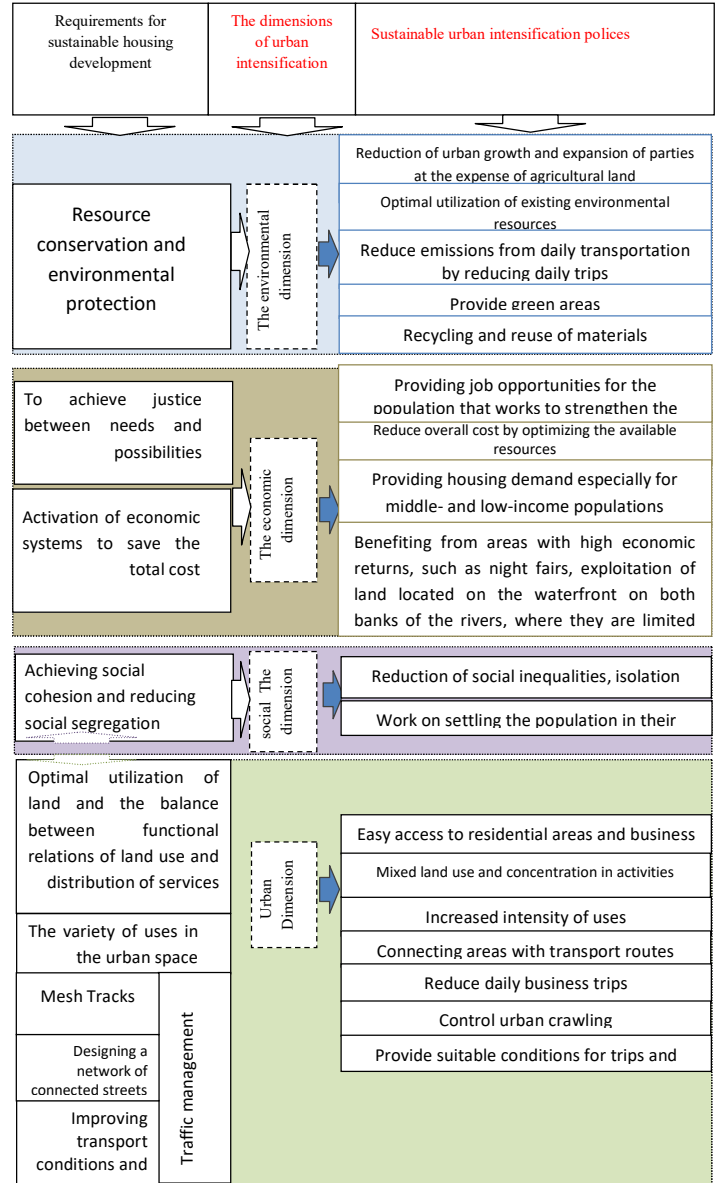 Requirements for
sustainable housing
development
The dimensions
of urban
intensification
Sustainable urban intensification polices
Resource
conservation and
environmental
protection
The environmental
dimension
Reduction of urban growth and expansion of parties
at the expense of agricultural land
Optimal utilization of existing environmental
resources
Reduce emissions from daily transportation
by reducing daily trips
Provide green areas
Recycling and reuse of materials
To achieve justice
between needs and
possibilities
Activation of economic
systems to save the
total cost
The economic
dimension
Providing job opportunities for the
population that works to strengthen the
Reduce overall cost by optimizing the available
resources
Providing housing demand especially for
middle- and low-income populations
Benefiting from areas with high economic
returns, such as night fairs, exploitation of
land located on the waterfront on both
banks of the rivers, where they are limited
Achieving social
cohesion and reducing
social segregation
social The
dimension
Reduction of social inequalities, isolation
Work on settling the population in their
Optimal utilization of
land and the balance
between functional
relations of land use and
distribution of services
The variety of uses in
the urban space
Mesh Tracks
Designing a
network of
connected streets
Improving
transport
conditions and
Traffic management
Urban
Dimension
Easy access to residential areas and business
Mixed land use and concentration in activities
Increased intensity of uses
Connecting areas with transport routes
Reduce daily business trips
Control urban crawling
Provide suitable conditions for trips and